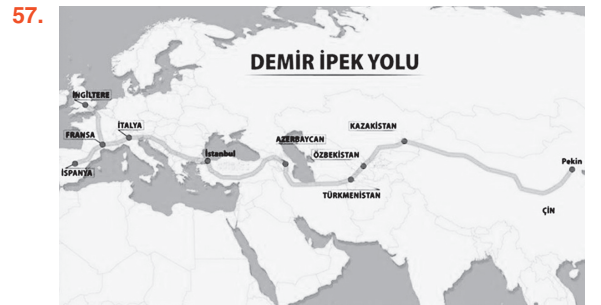 57.
DEMİR İPEK YOLU
İNGİLTERE
FRANSA
İTALYA
İSPANYA
İstanbul
AZERBAYCAN
KAZAKİSTAN
ÖZBEKİSTAN
TÜRKMENİSTAN
Pekin
ÇİN